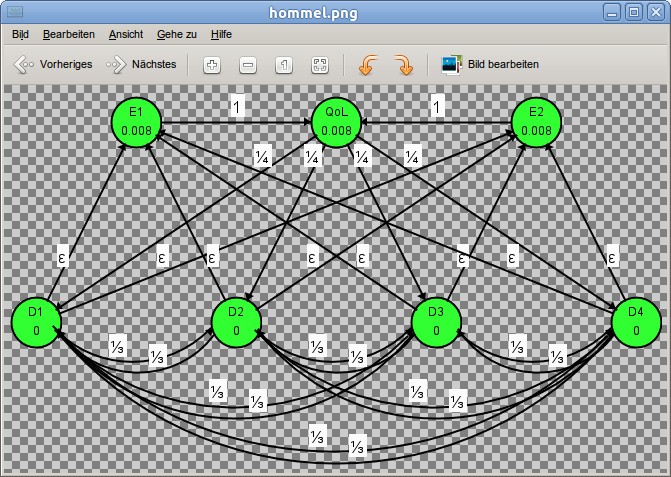 hommel.png
Bild Bearbeiten Ansicht Gehe zu Hilfe
Vorheriges Nächstes Bild bearbeiten
E1 QoL E2
0.008 0.008 0.008
1 1
¼ ¼ ¼ ¼
ε ε ε ε ε ε ε ε
D1 D2 D3 D4
0 0 0 0
⅓ ⅓ ⅓ ⅓ ⅓ ⅓
⅓ ⅓ ⅓ ⅓
⅓ ⅓